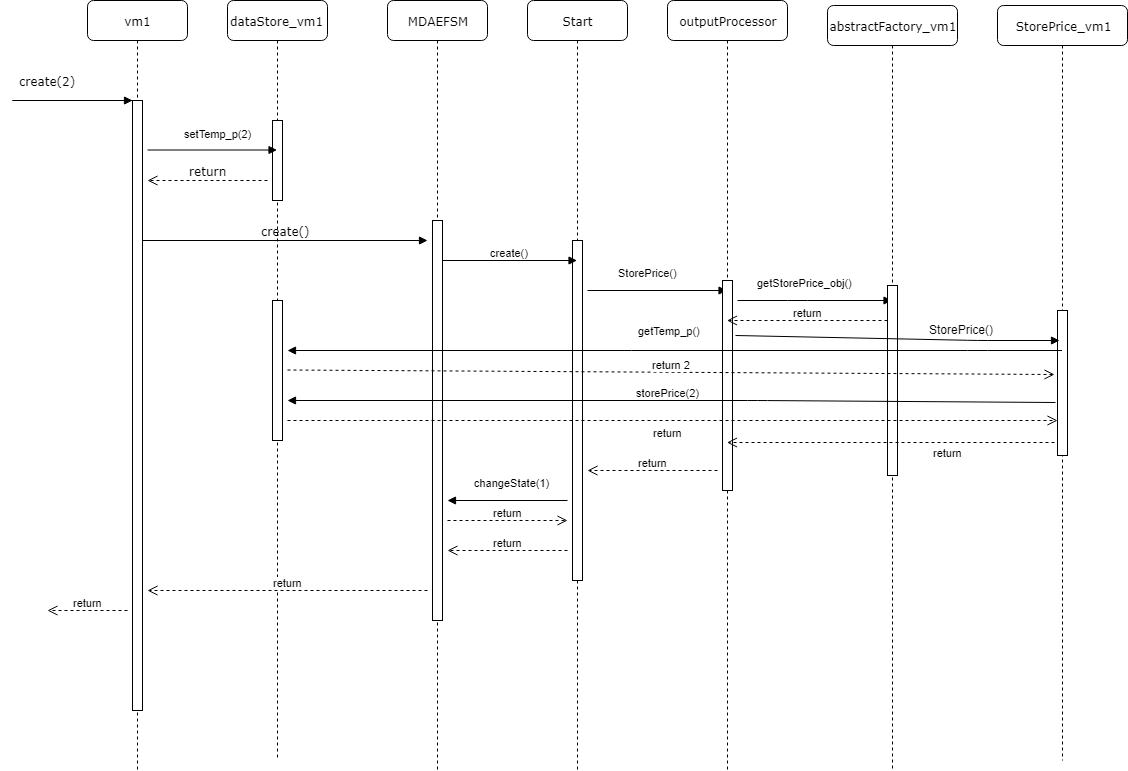 vm1
dataStore_vm1
MDAEFSM
Start
outputProcessor
abstractFactory_vm1
StorePrice_vm1
create(2)
setTemp_p(2)
return
create()
create()
StorePrice()
getStorePrice_obj()
return
getTemp_p()
StorePrice()
return 2
storePrice(2)
return
return
return
changeState(1)
return
return
return
return